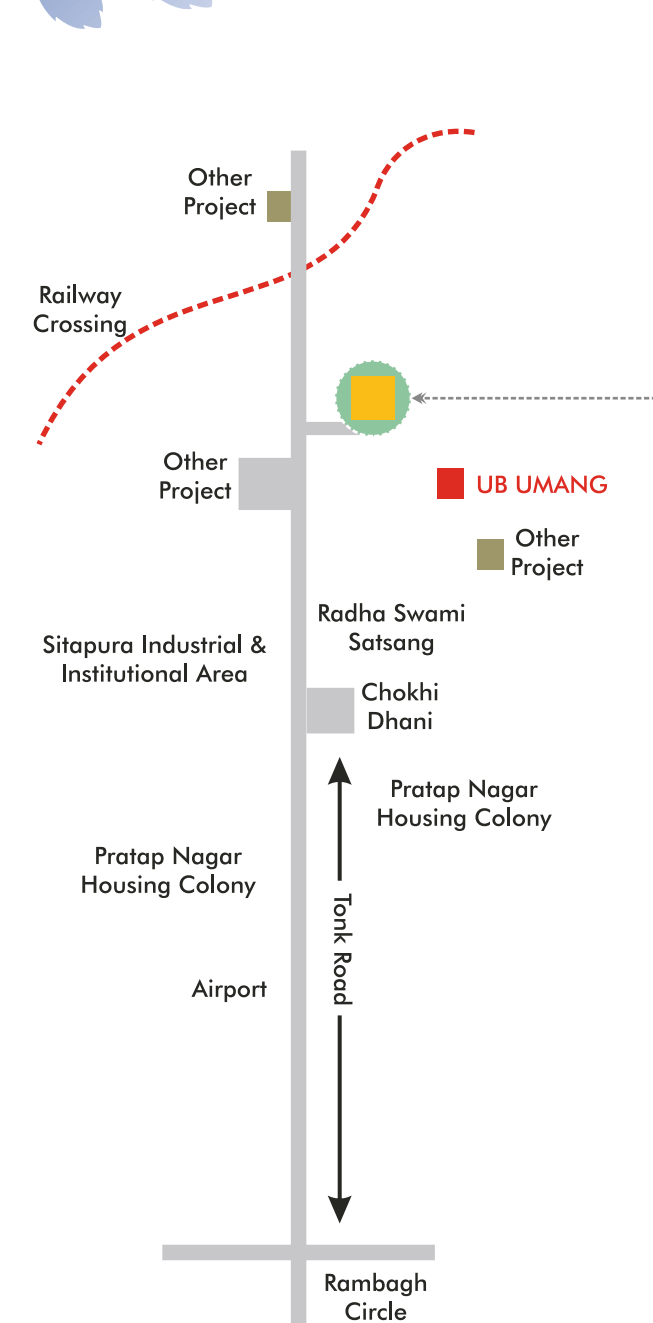 Other
Project
Railway
Crossing
Other
Project
UB UMANG
Other
Project
Radha Swami
Satsang
Sitapura Industrial &
Institutional Area
Chokhi
Dhani
Pratap Nagar
Housing Colony
Pratap Nagar
Housing Colony
Tonk Road
Airport
Rambagh
Circle